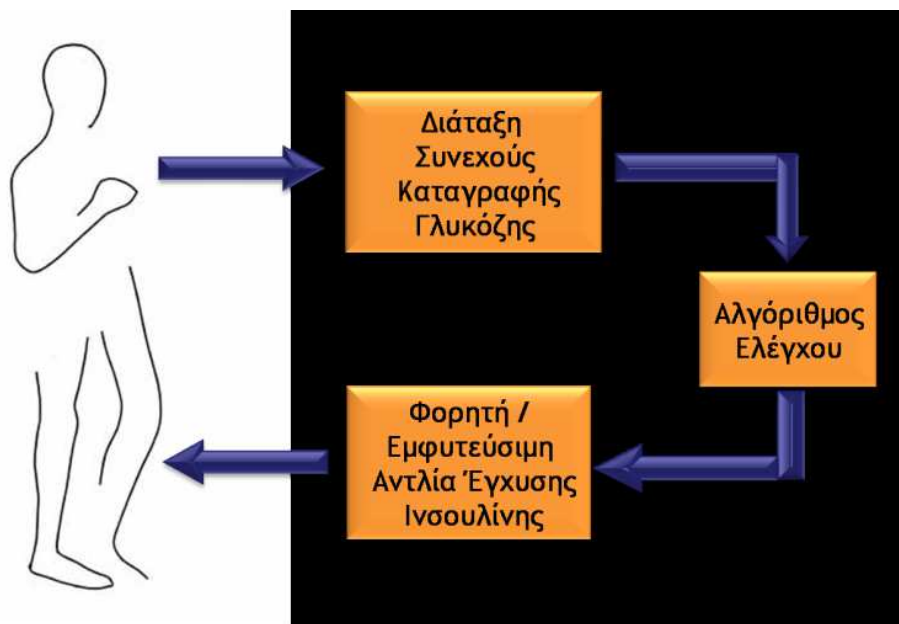 Διάταξη
Συνεχούς
Καταγραφής
Γλυκόζης
Αλγόριθμος
Ελέγχου
Φορητή /
Εμφυτεύσιμη
Αντλία Έγχυσης
Ινσουλίνης